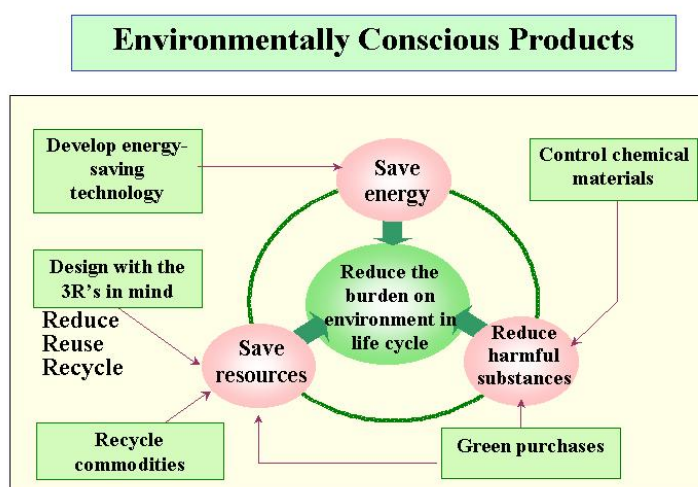 Environmentally Conscious Products
Develop energy-
saving
technology
Save
energy
Control chemical
materials
Design with the
3R's in mind
Reduce
Reuse
Recycle
Reduce the
burden on
environment in
life cycle
Save
resources
Reduce
harmful
substances
Recycle
commodities
Green purchases